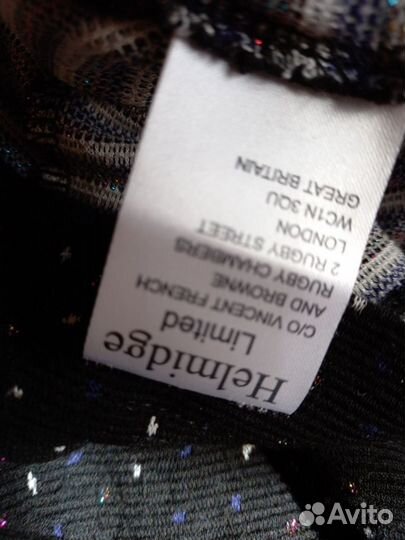 Helmidge
Limited
C/O VINCENT FRENCH
AND BROWNE
RUGBY CHAMBERS
2 RUGBY STREET
LONDON
WC1N 3QU
GREAT BRITAIN
Avito